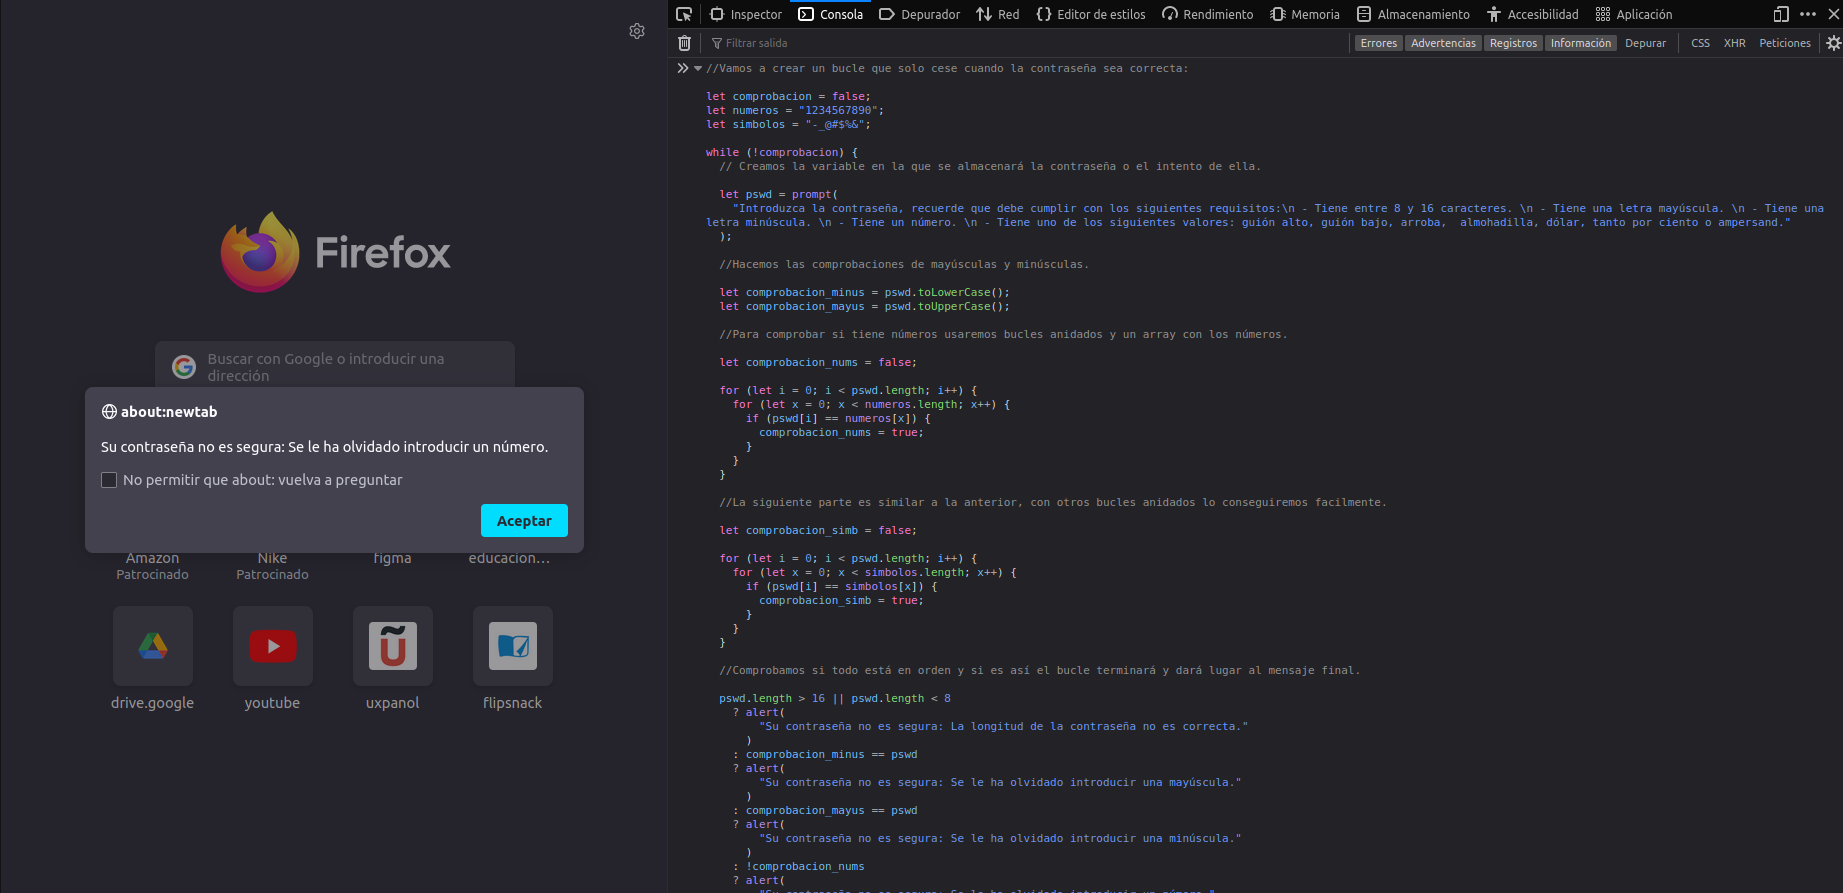 Firefox
Buscar con Google o introducir una
dirección
about:newtab
Su contraseña no es segura: Se le ha olvidado introducir un número.
No permitir que about: vuelva a preguntar
Aceptar
Amazon
Patrocinado
Nike
Patrocinado
figma
educacion…
drive.google
youtube
uxpanol
flipsnack
Inspector
Consola
Depurador
Red
Editor de estilos
Rendimiento
Memoria
Almacenamiento
Accesibilidad
Aplicación
Filtrar salida
Errores
Advertencias
Registros
Información
Depurar
CSS
XHR
Peticiones
//Vamos a crear un bucle que solo cese cuando la contraseña sea correcta:
let comprobacion = false;
let numeros = "1234567890";
let simbolos = "-_@#$%&";
while (!comprobacion) {
// Creamos la variable en la que se almacenará la contraseña o el intento de ella.
let pswd = prompt(
"Introduzca la contraseña, recuerde que debe cumplir con los siguientes requisitos:\n - Tiene entre 8 y 16 caracteres. \n - Tiene una letra mayúscula. \n - Tiene una
letra minúscula. \n - Tiene un número. \n - Tiene uno de los siguientes valores: guión alto, guión bajo, arroba,  almohadilla, dólar, tanto por ciento o ampersand."
);
//Hacemos las comprobaciones de mayúsculas y minúsculas.
let comprobacion_minus = pswd.toLowerCase();
let comprobacion_mayus = pswd.toUpperCase();
//Para comprobar si tiene números usaremos bucles anidados y un array con los números.
let comprobacion_nums = false;
for (let i = 0; i < pswd.length; i++) {
for (let x = 0; x < numeros.length; x++) {
if (pswd[i] == numeros[x]) {
comprobacion_nums = true;
}
}
}
//La siguiente parte es similar a la anterior, con otros bucles anidados lo conseguiremos facilmente.
let comprobacion_simb = false;
for (let i = 0; i < pswd.length; i++) {
for (let x = 0; x < simbolos.length; x++) {
if (pswd[i] == simbolos[x]) {
comprobacion_simb = true;
}
}
}
//Comprobamos si todo está en orden y si es así el bucle terminará y dará lugar al mensaje final.
pswd.length > 16 || pswd.length < 8
? alert(
"Su contraseña no es segura: La longitud de la contraseña no es correcta."
)
: comprobacion_minus == pswd
? alert(
"Su contraseña no es segura: Se le ha olvidado introducir una mayúscula."
)
: comprobacion_mayus == pswd
? alert(
"Su contraseña no es segura: Se le ha olvidado introducir una minúscula."
)
: !comprobacion_nums
? alert(
"Su contraseña no es segura: Se le ha olvidado introducir un número."